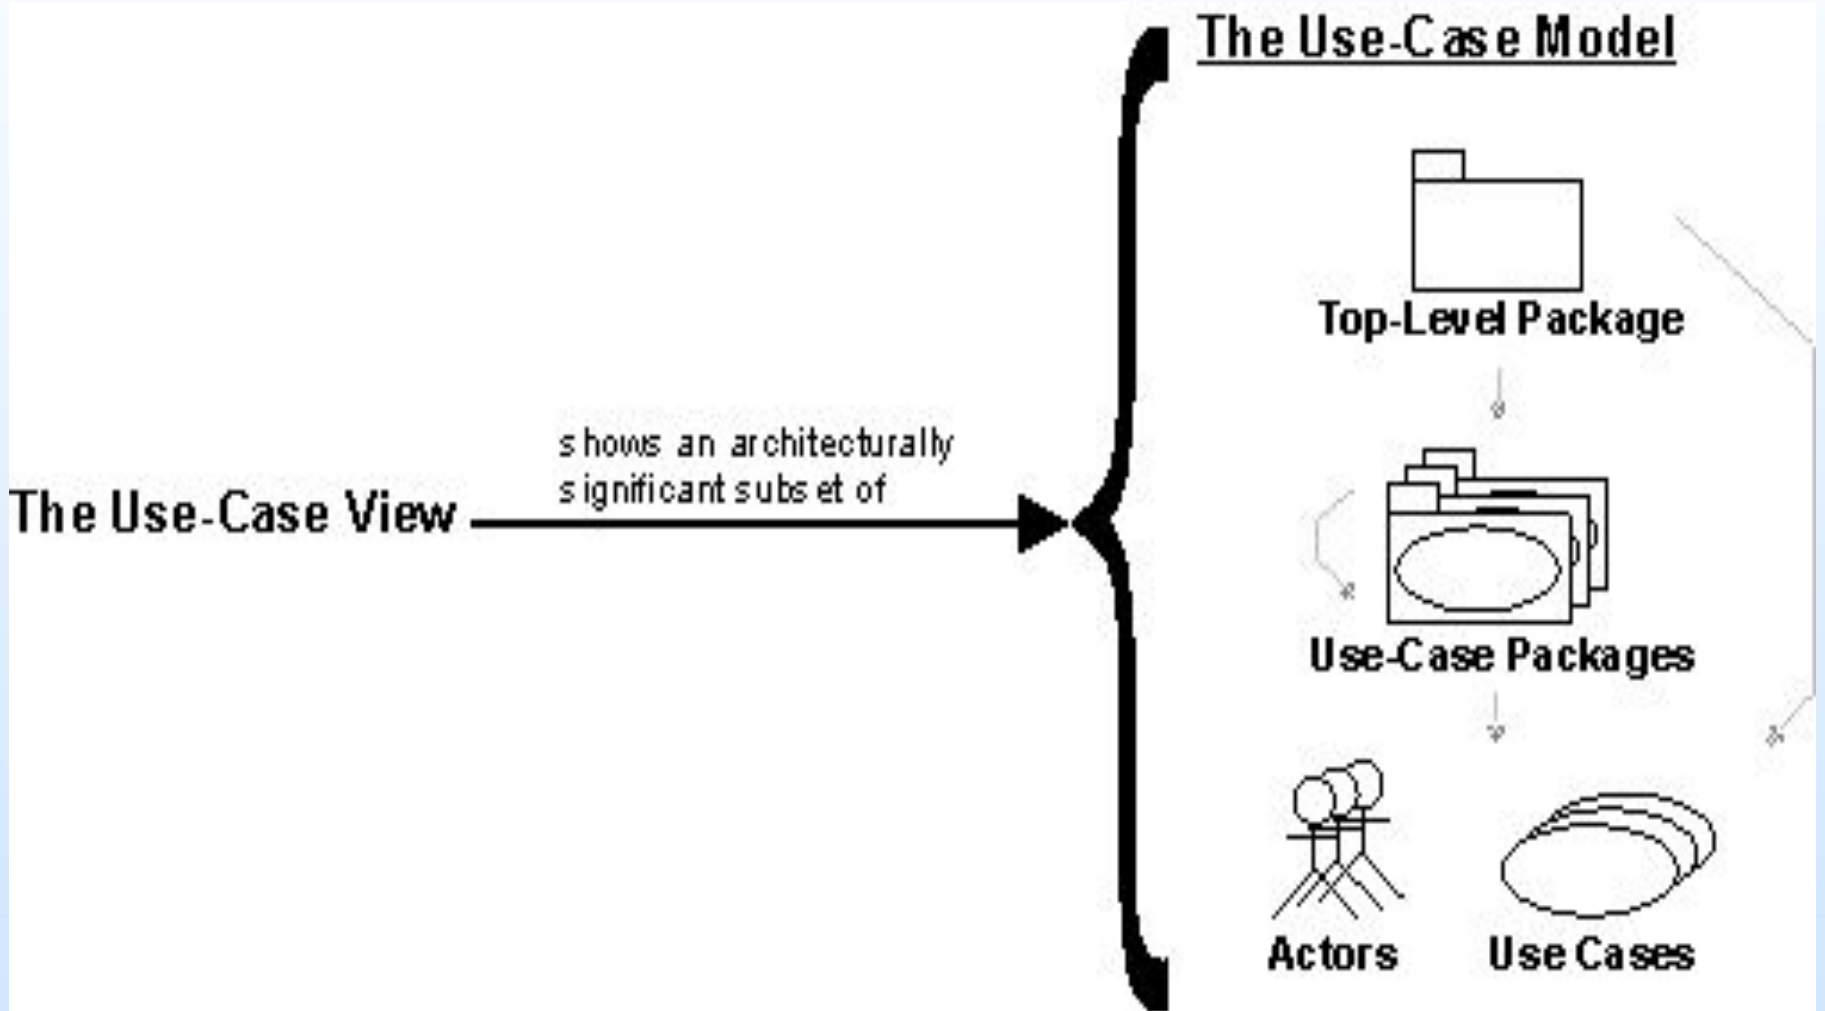 The Use-Case Model
Top-Level Package
shows an architecturally
significant subset of
The Use-Case View
Use-Case Packages
Actors
Use Cases